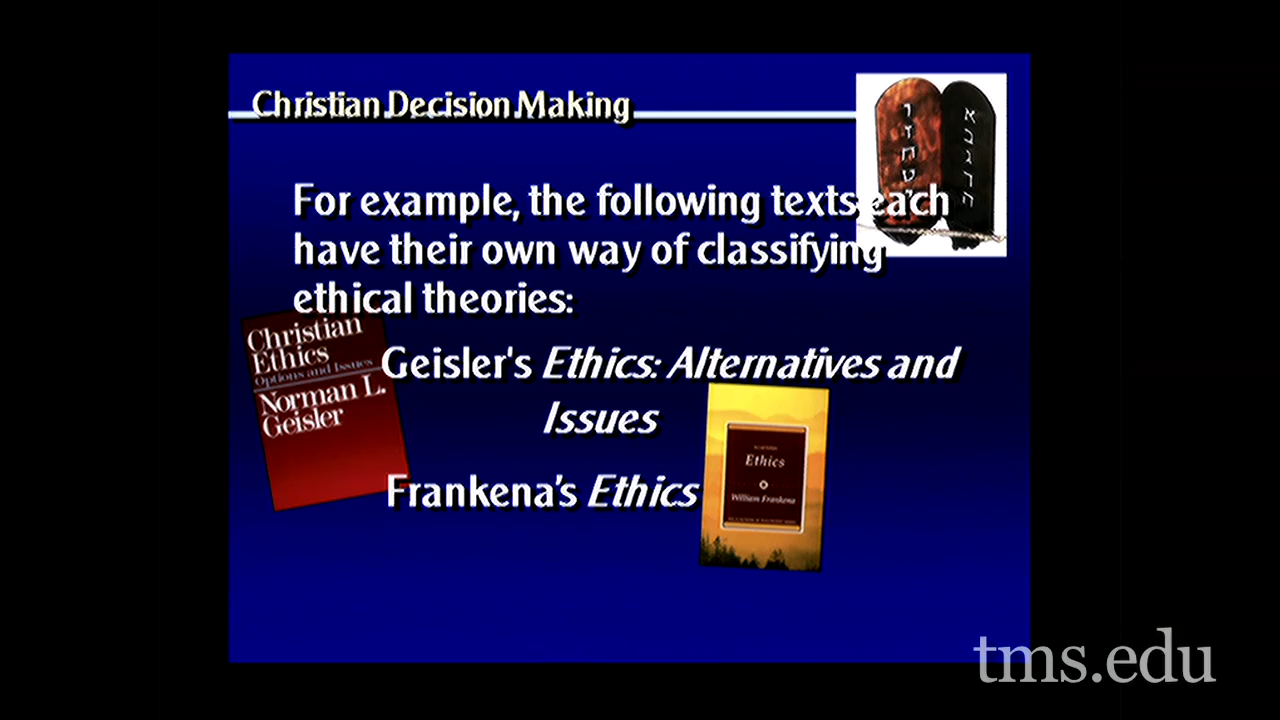 Christian Decision Making
For example, the following texts each
have their own way of classifying
ethical theories:
Geisler's Ethics: Alternatives and
Issues
Frankena's Ethics
Christian
Ethics
Options and Issues
Norman L.
Geisler
Ethics
William Frankena
tms.edu